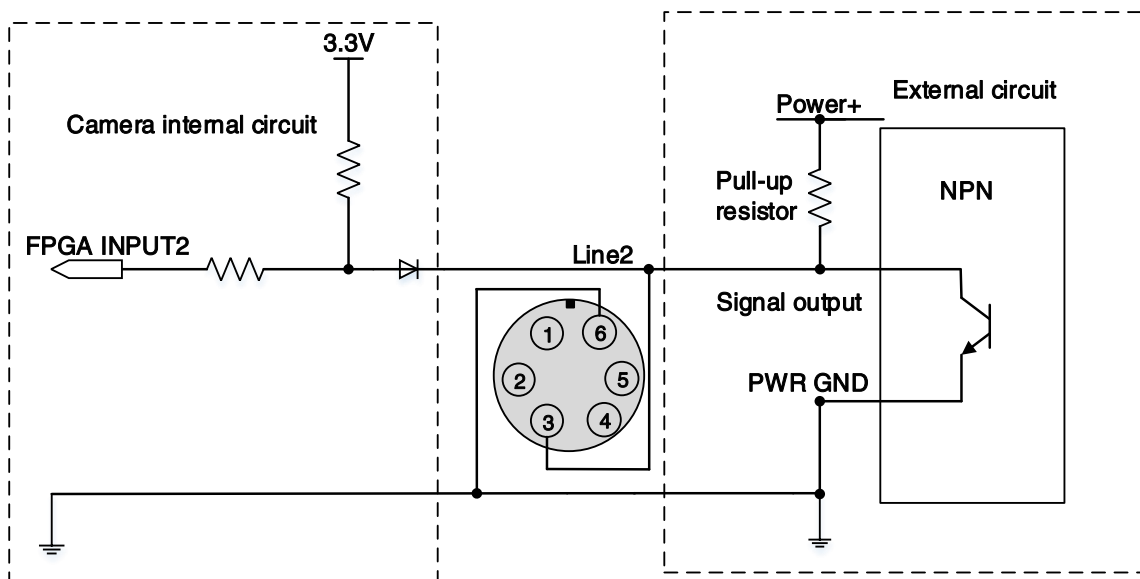 3.3V
Camera internal circuit
FPGA INPUT2
Line2
1
6
2
5
3
4
External circuit
Power+
Pull-up
resistor
NPN
Signal output
PWR GND